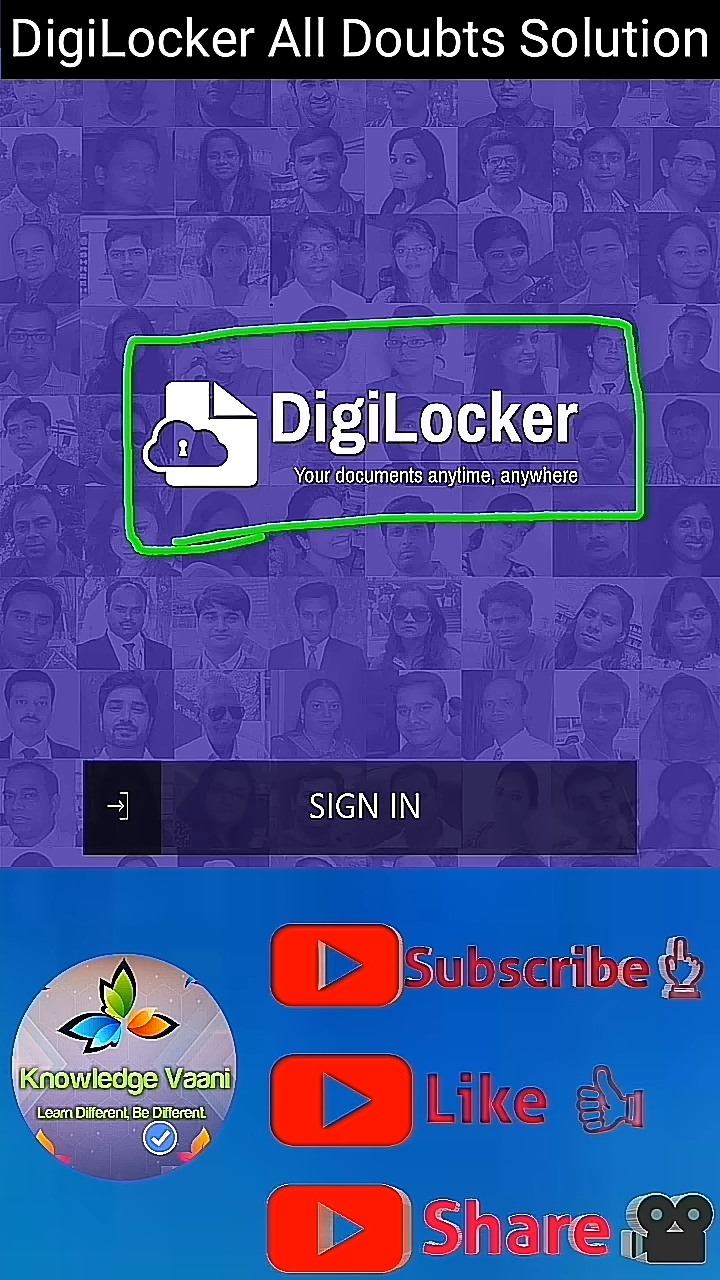 DigiLocker All Doubts Solution
DigiLocker
Your documents anytime, anywhere
SIGN IN
Subscribe
Knowledge Vaani
Learn Different, Be Different.
Like
Share